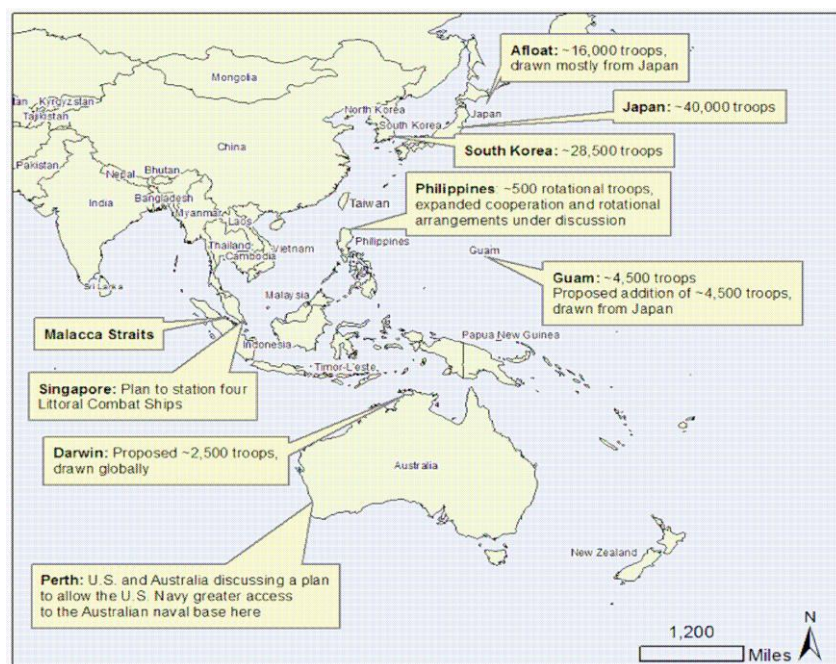 Afloat: ~16,000 troops,
drawn mostly from Japan
Mongolia
Kyrgyzstan
tan
Tajikistan
North Korea
Japan
Japan: ~40,000 troops
South Korea
China
South Korea: ~28,500 troops
Pakistan
Nepal
Bhutan
Philippines: ~500 rotational troops,
expanded cooperation and rotational
arrangements under discussion
Bangladesh
India
Myanmar
Laos
Taiwan
Thailand
Vietnam
Cambodia
Philippines
Guam
Sri Lanka
Guam: ~4,500 troops
Proposed addition of ~4,500 troops,
drawn from Japan
Malaysia
Malacca Straits
Indonesia
Papua New Guinea
Timor-L'este
Singapore: Plan to station four
Littoral Combat Ships
Darwin: Proposed ~2,500 troops,
drawn globally
Australia
New Zealand
Perth: U.S. and Australia discussing a plan
to allow the U.S. Navy greater access
to the Australian naval base here
N
1,200
Miles